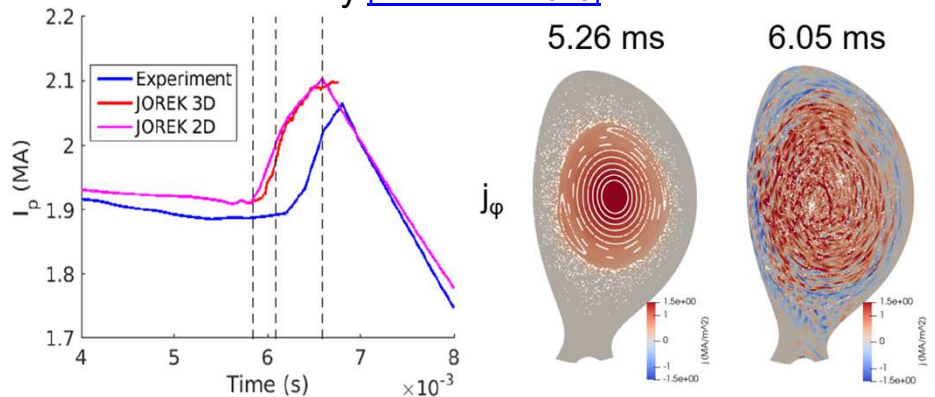 y
2.2
2.1
2
1.9
1.8
1.7
I_p (MA)
Experiment
JOREK 3D
JOREK 2D
4
5
6
7
8
Time (s)
×10⁻³
5.26 ms
6.05 ms
j_φ
1.5e+00
1
0
-1
-1.5e+00
j (MA/m^2)
1.5e+00
1
0
-1
-1.5e+00
j (MA/m^2)